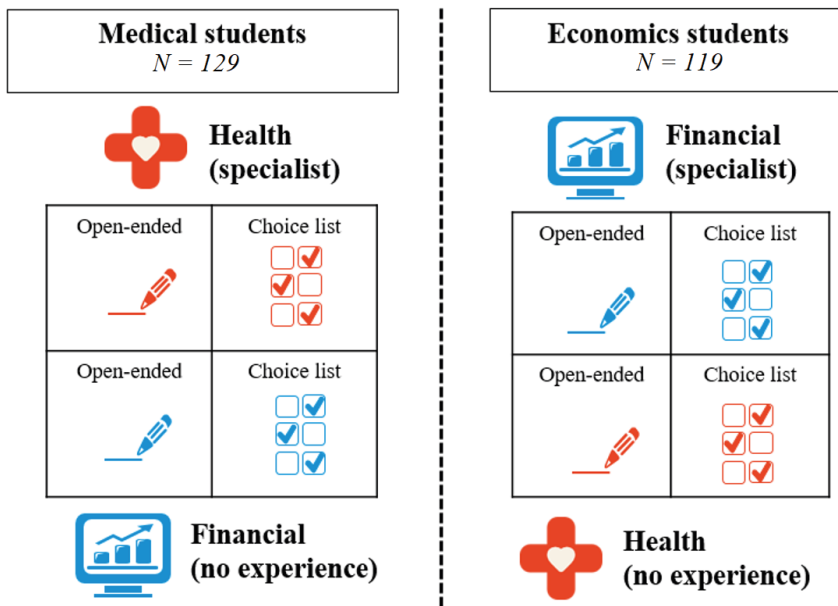 Medical students
N = 129
Health
(specialist)
Open-ended
Choice list
Open-ended
Choice list
Financial
(no experience)
Economics students
N = 119
Financial
(specialist)
Open-ended
Choice list
Open-ended
Choice list
Health
(no experience)